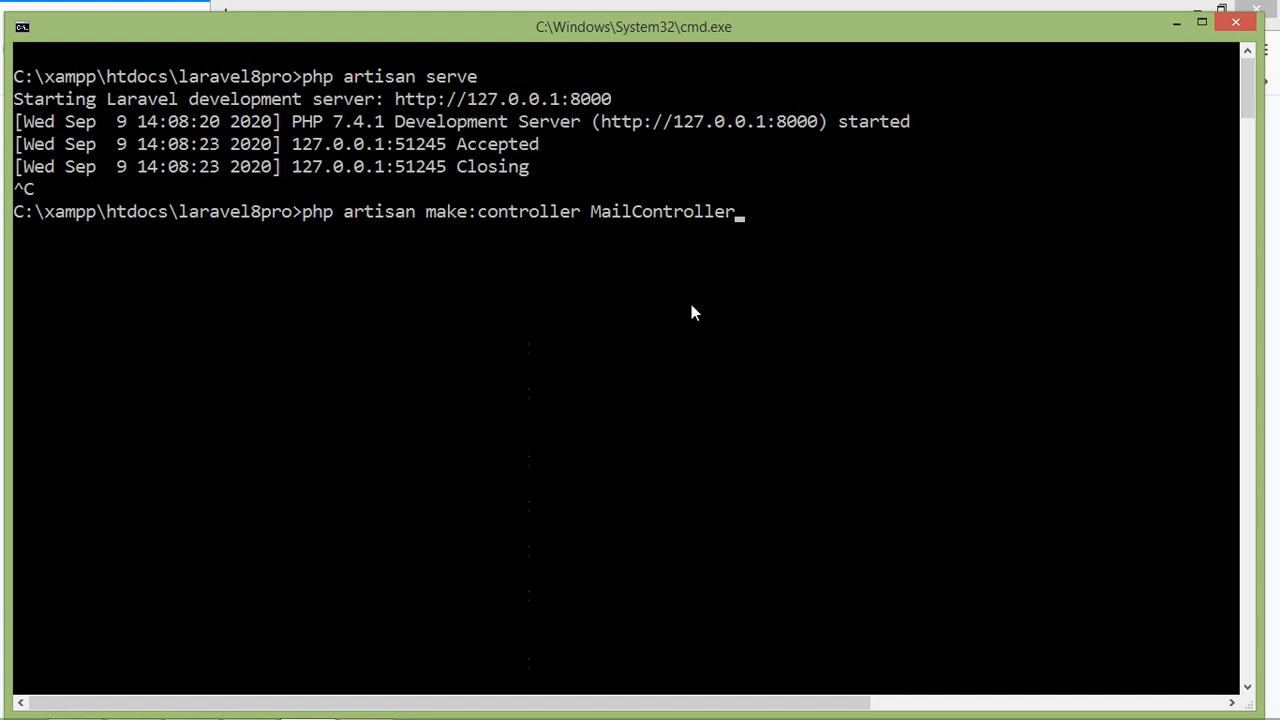 C:\Windows\System32\cmd.exe
C:\xampp\htdocs\laravel8pro>php artisan serve
Starting Laravel development server: http://127.0.0.1:8000
[Wed Sep  9 14:08:20 2020] PHP 7.4.1 Development Server (http://127.0.0.1:8000) started
[Wed Sep  9 14:08:23 2020] 127.0.0.1:51245 Accepted
[Wed Sep  9 14:08:23 2020] 127.0.0.1:51245 Closing
^C
C:\xampp\htdocs\laravel8pro>php artisan make:controller MailController